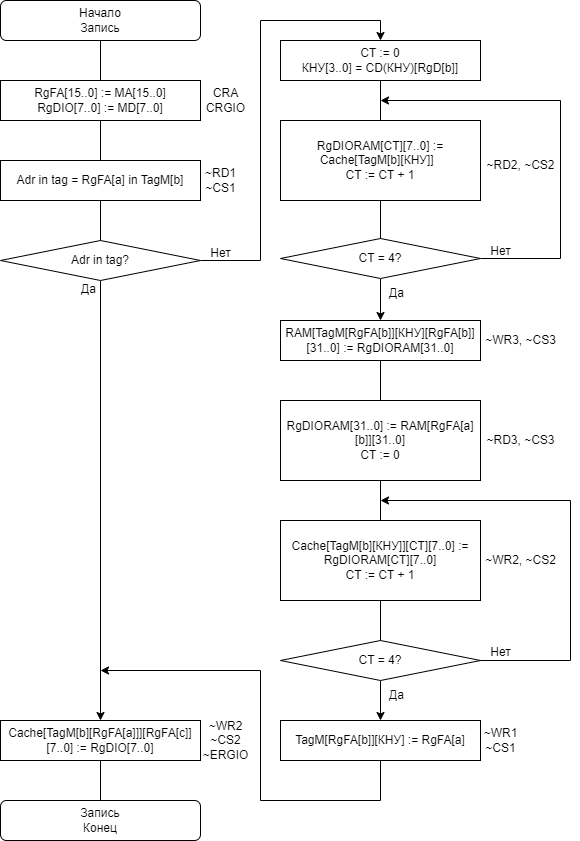 Начало
Запись
RgFA[15..0] := MA[15..0]
RgDIO[7..0] := MD[7..0]
CRA
CRGIO
Adr in tag = RgFA[a] in TagM[b]
~RD1
~CS1
Adr in tag?
Нет
Да
CT := 0
КНУ[3..0] = CD(КНУ)[RgD[b]]
RgDIORAM[CT][7..0] :=
Cache[TagM[b][КНУ]]
CT := CT + 1
~RD2, ~CS2
CT = 4?
Нет
Да
RAM[TagM[RgFA[b]][КНУ][RgFA[b]]
[31..0] := RgDIORAM[31..0]
~WR3, ~CS3
RgDIORAM[31..0] := RAM[RgFA[a]
[b]][31..0]
CT := 0
~RD3, ~CS3
Cache[TagM[b][КНУ]][CT][7..0] :=
RgDIORAM[CT][7..0]
CT := CT + 1
~WR2, ~CS2
CT = 4?
Нет
Да
TagM[RgFA[b]][КНУ] := RgFA[a]
~WR1
~CS1
Cache[TagM[b][RgFA[a]]][RgFA[c]]
[7..0] := RgDIO[7..0]
~WR2
~CS2
~ERGIO
Запись
Конец